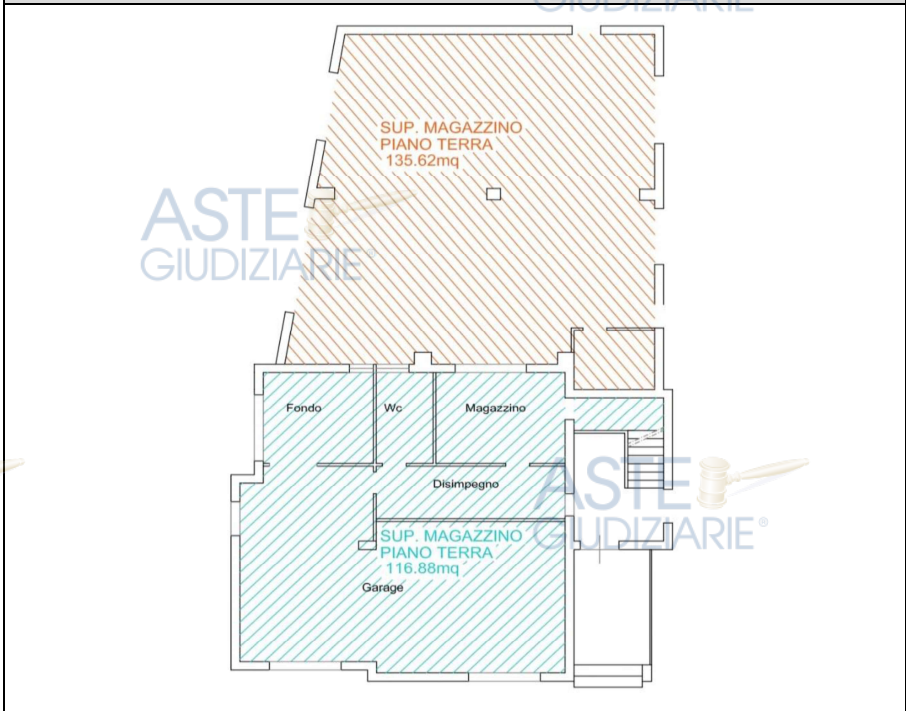 GIUDIZIARIE
SUP. MAGAZZINO
PIANO TERRA
135.62mq
ASTE
GIUDIZIARIE®
Fondo
Wc
Magazzino
Disimpegno
ASTE
GIUDIZIARIE®
SUP. MAGAZZINO
PIANO TERRA
116.88mq
Garage